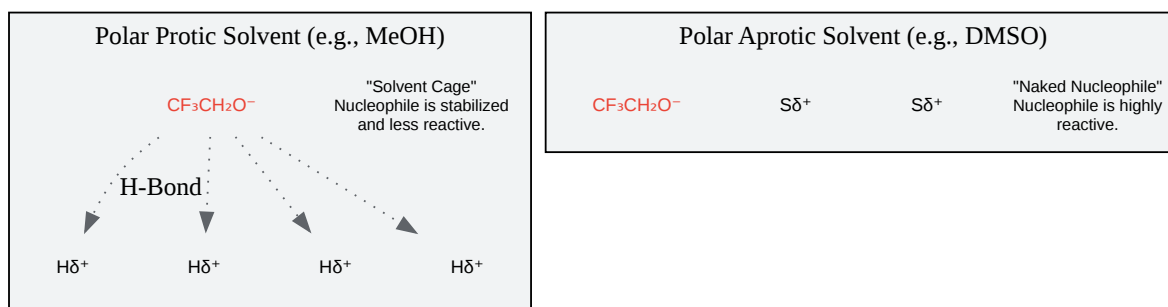 Polar Protic Solvent (e.g., MeOH)
CF₃CH₂O⁻
"Solvent Cage"
Nucleophile is stabilized
and less reactive.
H-Bond
Hδ⁺ Hδ⁺ Hδ⁺ Hδ⁺
Polar Aprotic Solvent (e.g., DMSO)
CF₃CH₂O⁻ Sδ⁺ Sδ⁺
"Naked Nucleophile"
Nucleophile is highly
reactive.